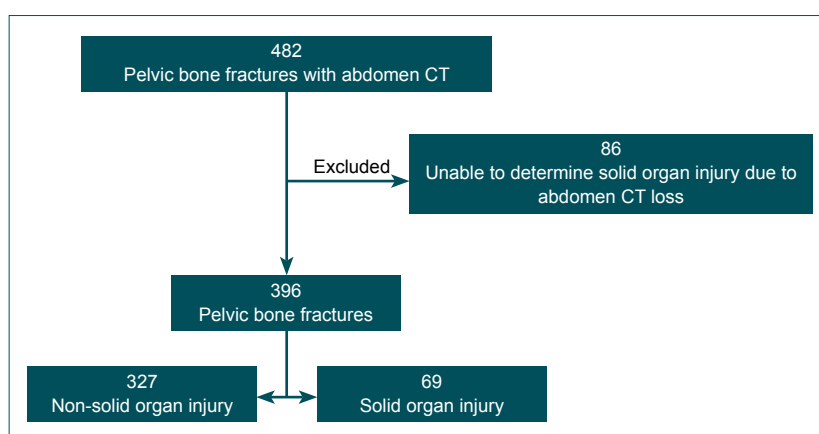 482
Pelvic bone fractures with abdomen CT
Excluded
86
Unable to determine solid organ injury due to
abdomen CT loss
396
Pelvic bone fractures
327
Non-solid organ injury
69
Solid organ injury